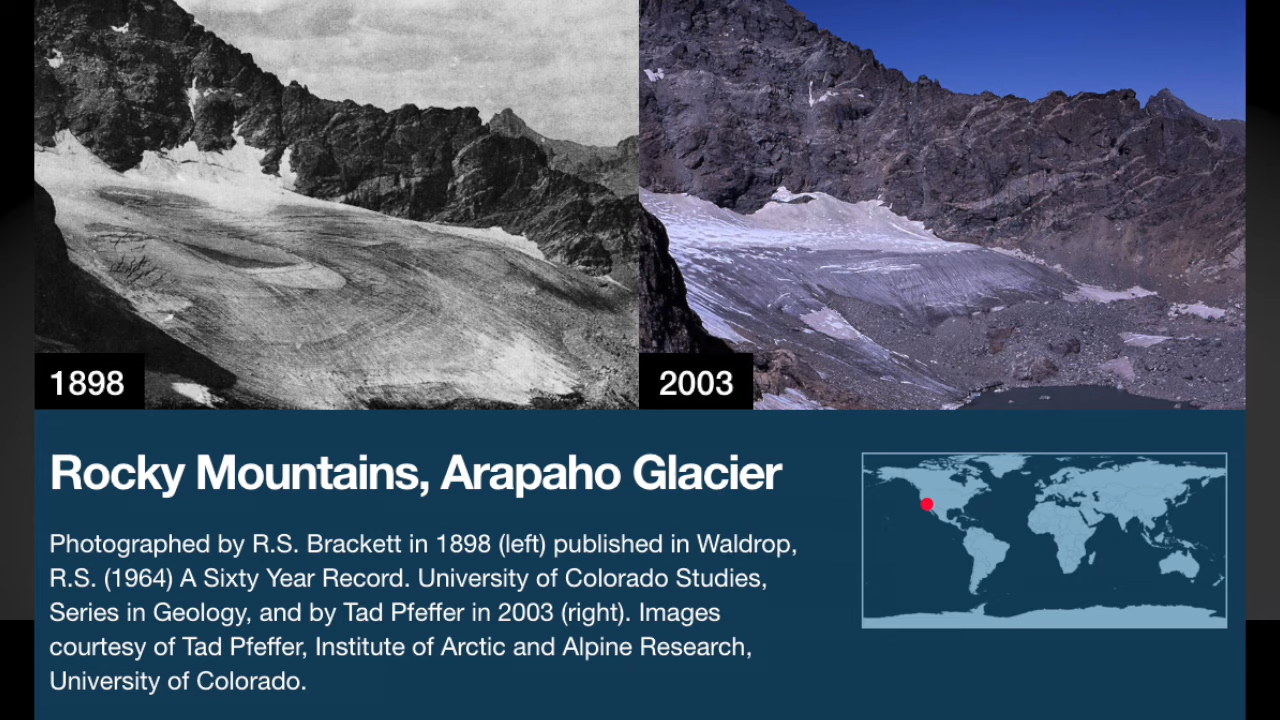 1898
2003
Rocky Mountains, Arapaho Glacier
Photographed by R.S. Brackett in 1898 (left) published in Waldrop,
R.S. (1964) A Sixty Year Record. University of Colorado Studies,
Series in Geology, and by Tad Pfeffer in 2003 (right). Images
courtesy of Tad Pfeffer, Institute of Arctic and Alpine Research,
University of Colorado.